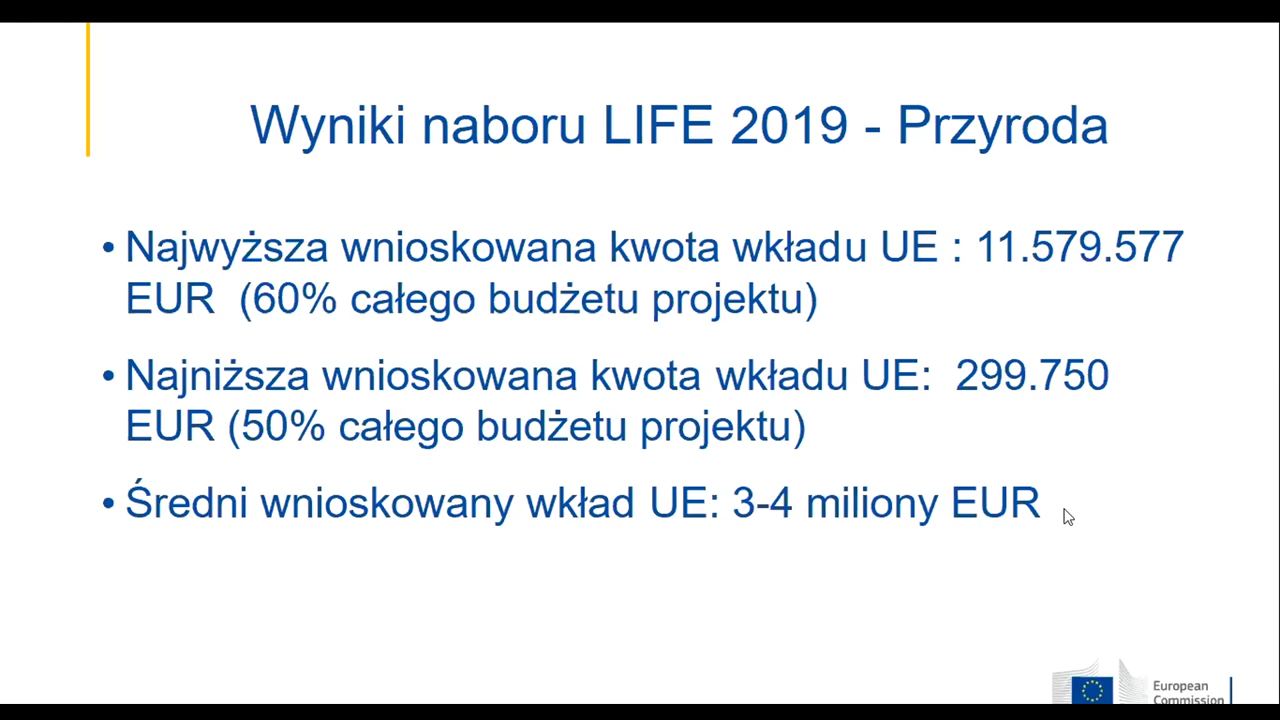 Wyniki naboru LIFE 2019 - Przyroda
• Najwyższa wnioskowana kwota wkładu UE : 11.579.577
EUR (60% całego budżetu projektu)
• Najniższa wnioskowana kwota wkładu UE: 299.750
EUR (50% całego budżetu projektu)
• Średni wnioskowany wkład UE: 3-4 miliony EUR
European
Commission